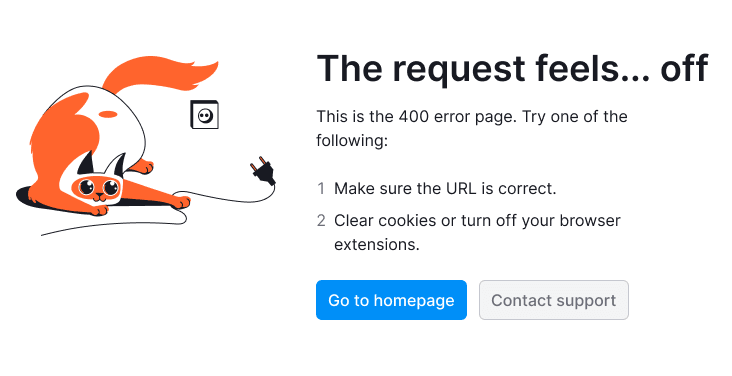 The request feels... off
This is the 400 error page. Try one of the
following:
1 Make sure the URL is correct.
2 Clear cookies or turn off your browser
extensions.
Go to homepage Contact support